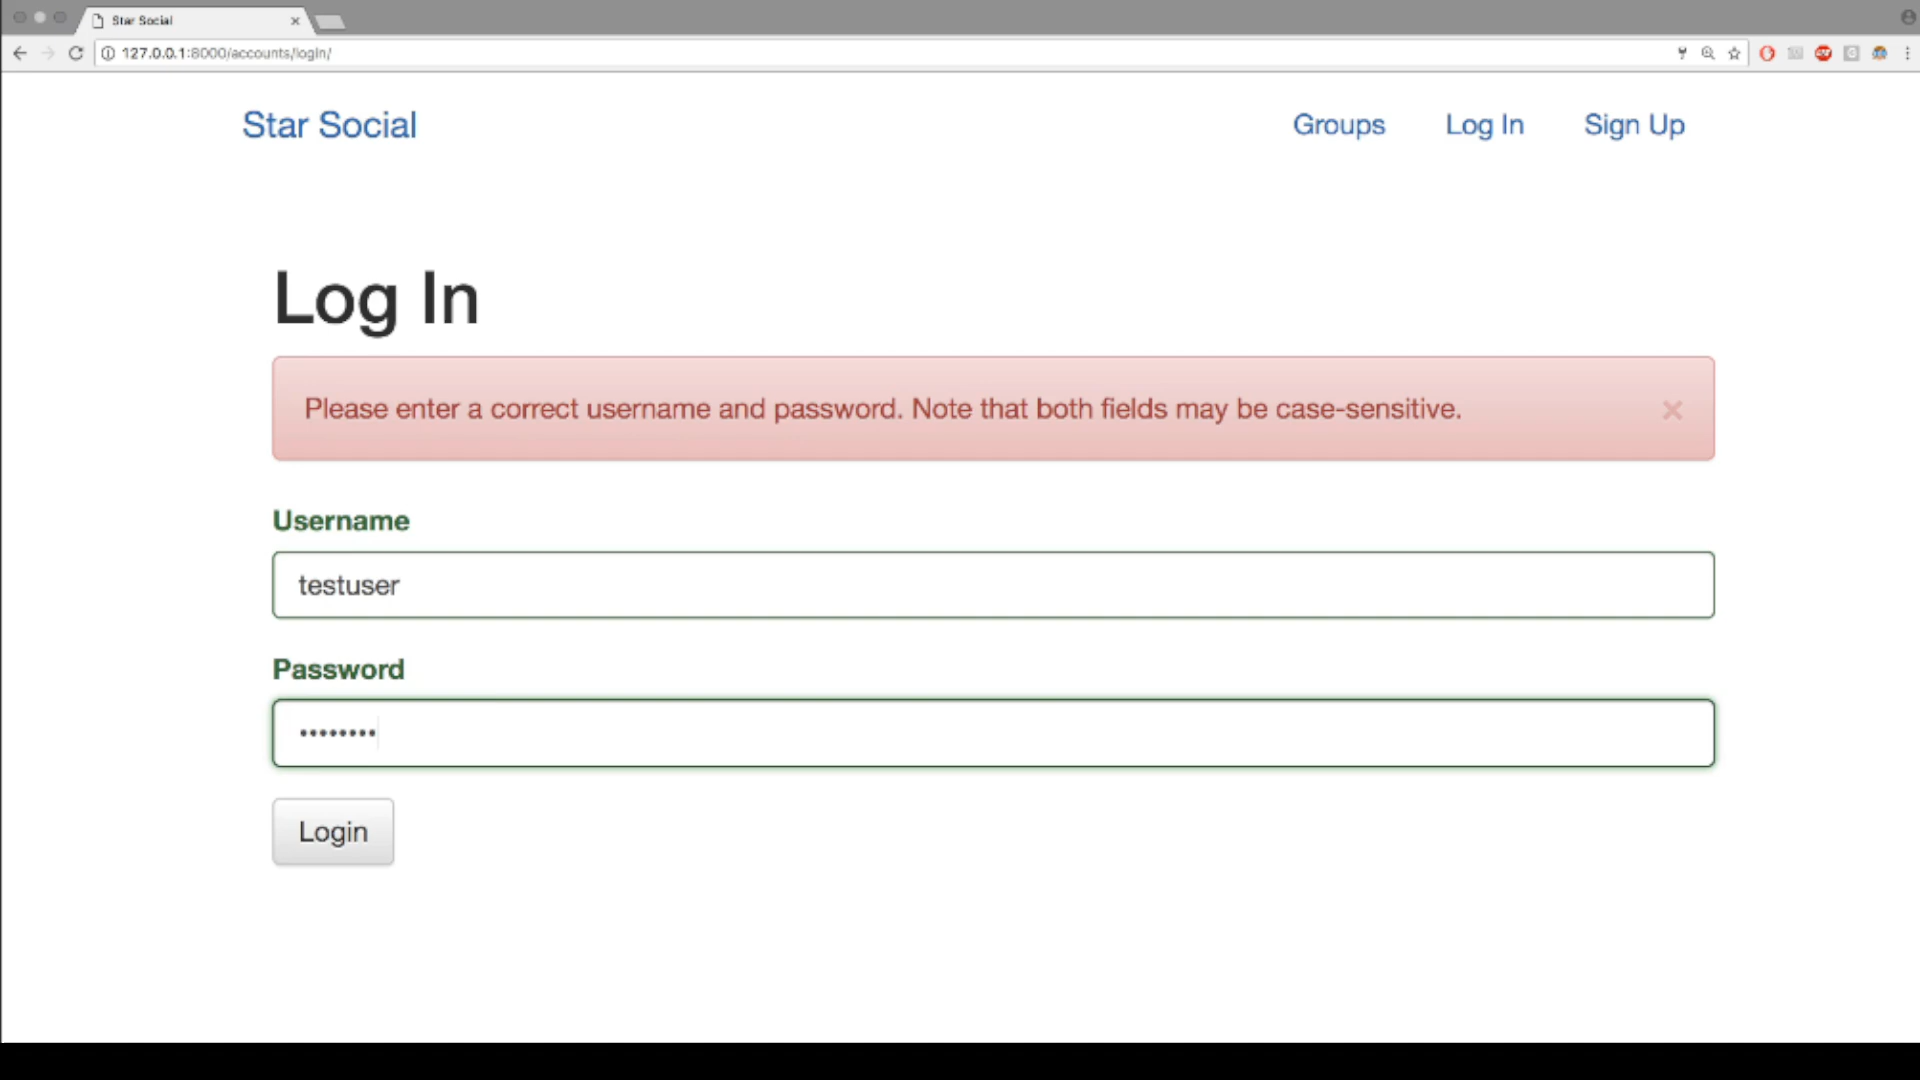 Star Social
127.0.0.1:8000/accounts/login/
Star Social
Groups
Log In
Sign Up
Log In
Please enter a correct username and password. Note that both fields may be case-sensitive.
Username
testuser
Password
••••••••
Login